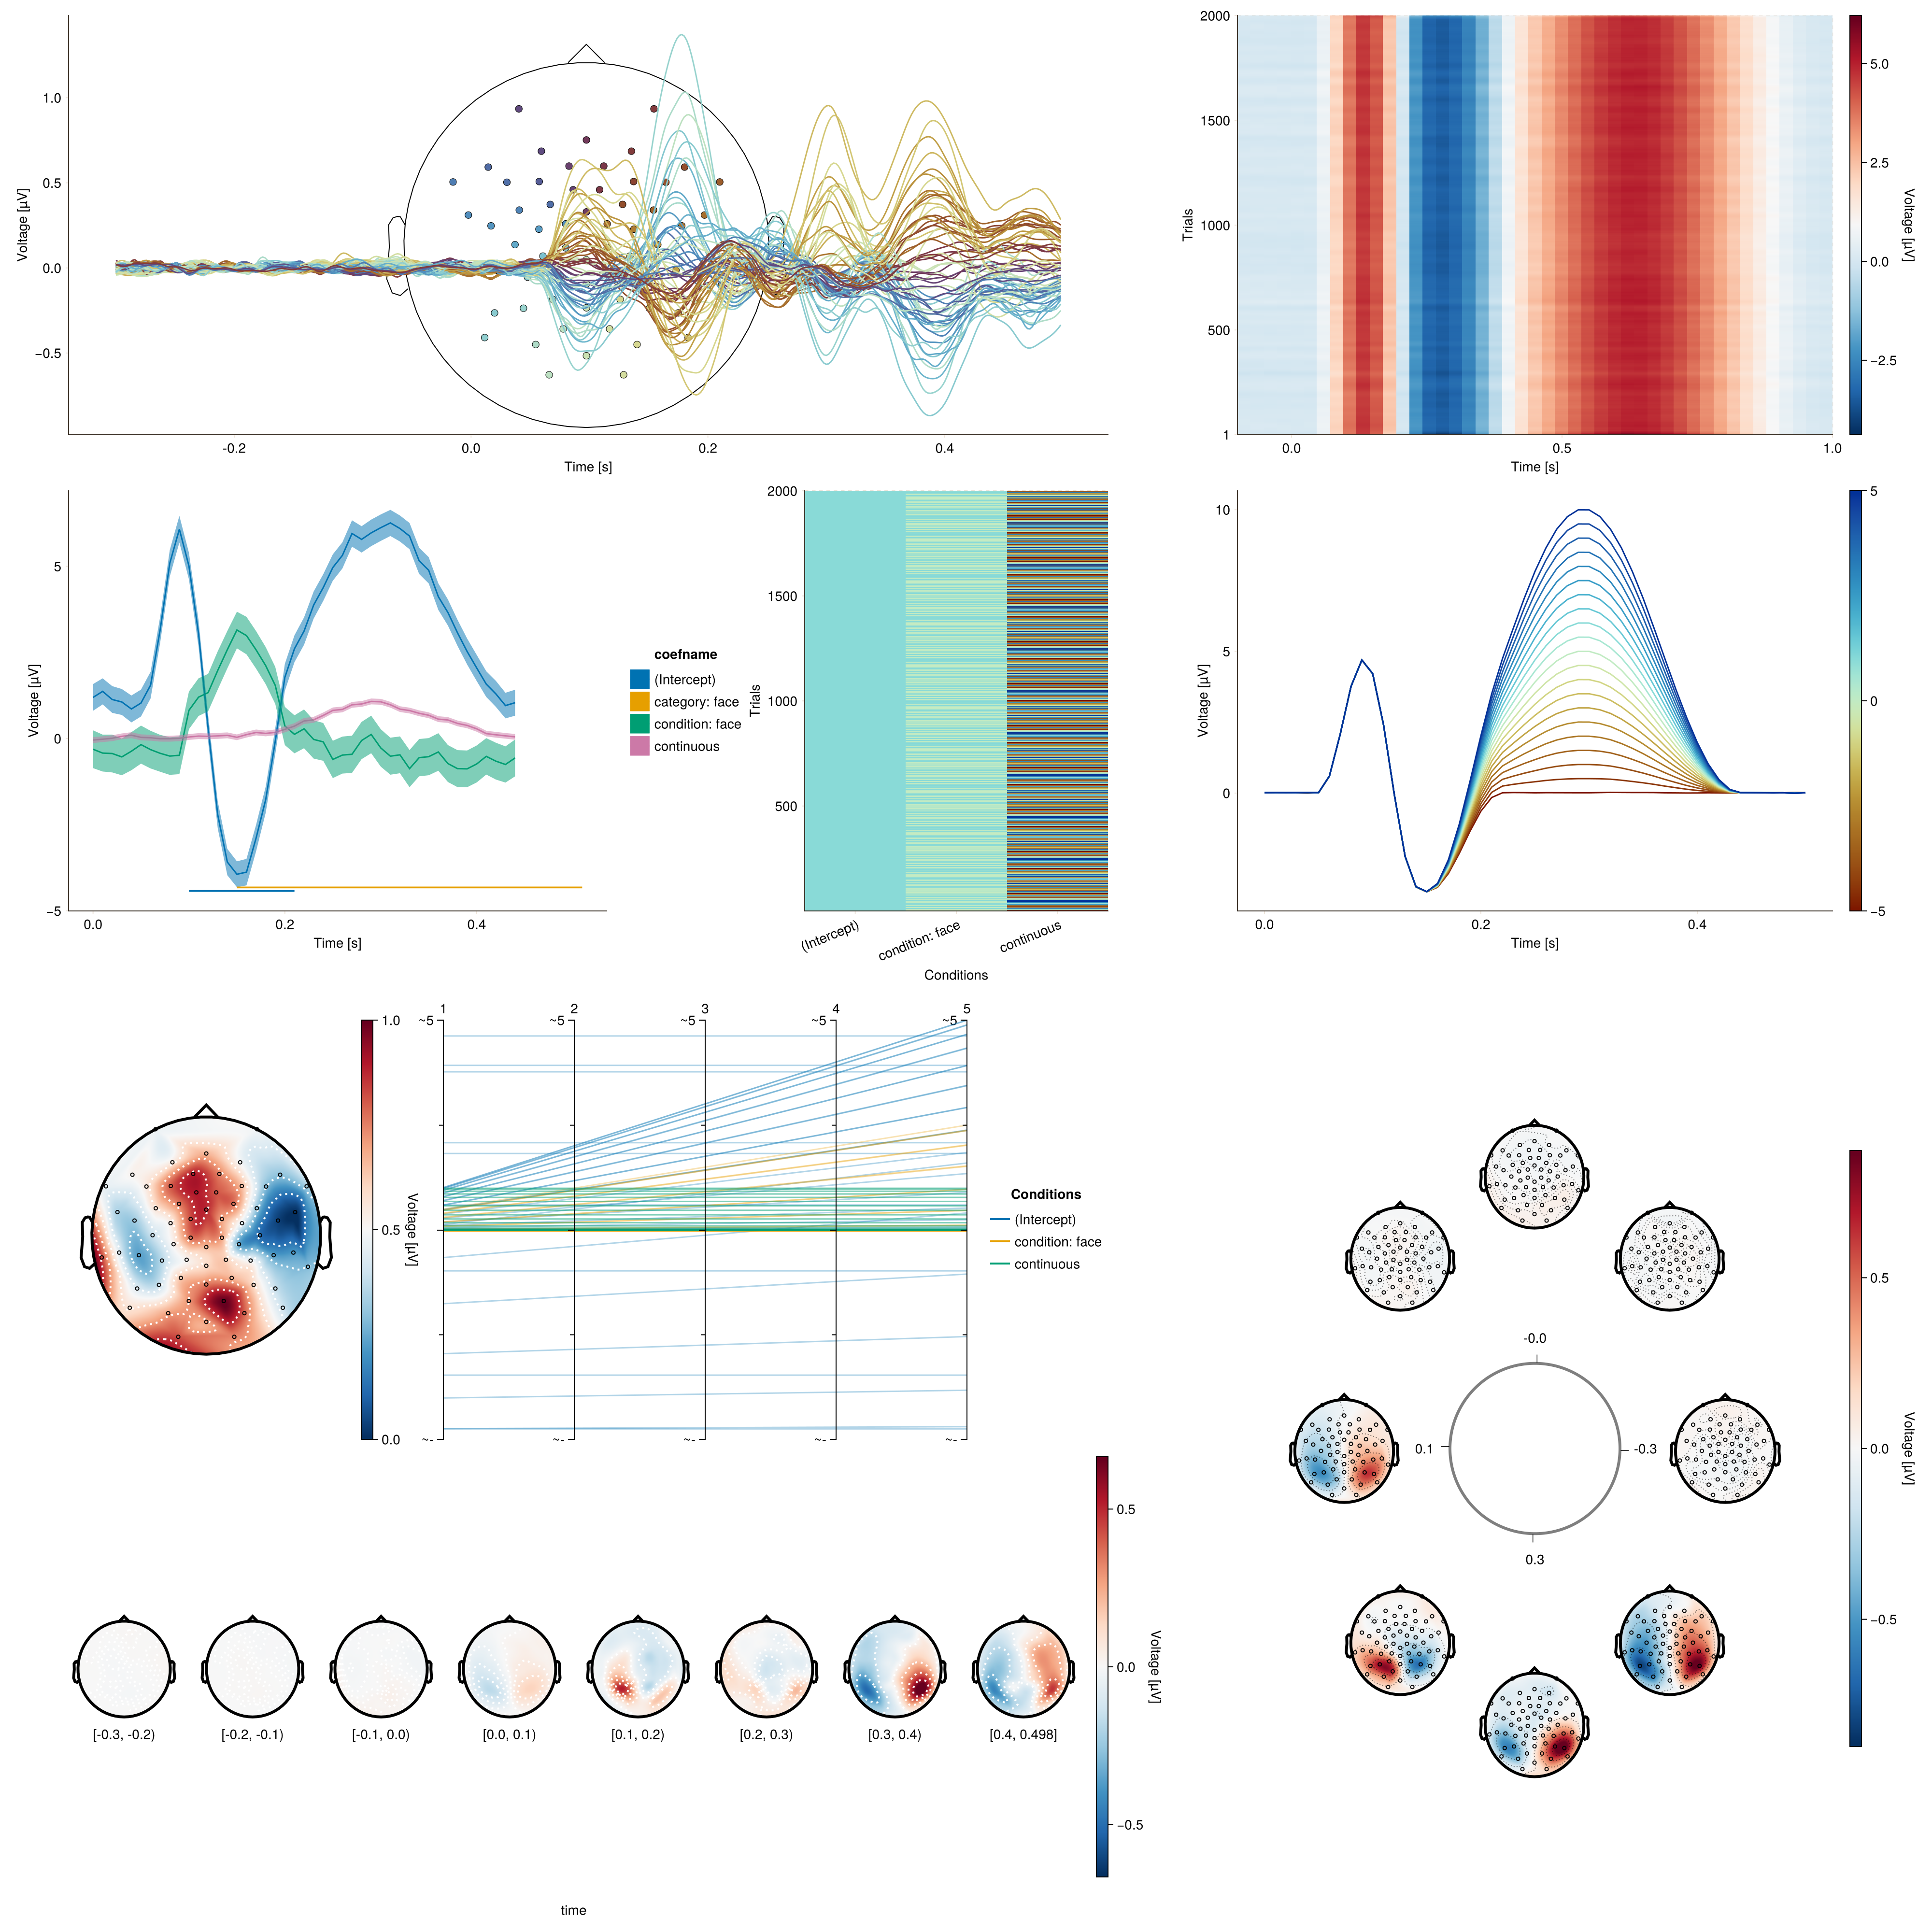 1.0
0.5
0.0
−0.5
Voltage [µV]
-0.2
0.0
0.2
0.4
Time [s]
2000
1500
1000
500
1
Trials
0.0
0.5
1.0
Time [s]
5.0
2.5
0.0
−2.5
Voltage [µV]
5
0
−5
Voltage [µV]
0.0
0.2
0.4
Time [s]
coefname
(Intercept)
category: face
condition: face
continuous
2000
1500
1000
500
Trials
(Intercept)
condition: face
continuous
Conditions
10
5
0
Voltage [µV]
0.0
0.2
0.4
Time [s]
5
0
−5
1.0
0.5
0.0
Voltage [µV]
1
2
3
4
5
~5
~5
~5
~5
~5
~-
~-
~-
~-
~-
Conditions
(Intercept)
condition: face
continuous
-0.0
0.1
-0.3
0.3
0.5
0.0
−0.5
Voltage [µV]
[-0.3, -0.2)
[-0.2, -0.1)
[-0.1, 0.0)
[0.0, 0.1)
[0.1, 0.2)
[0.2, 0.3)
[0.3, 0.4)
[0.4, 0.498]
time
0.5
0.0
−0.5
Voltage [µV]